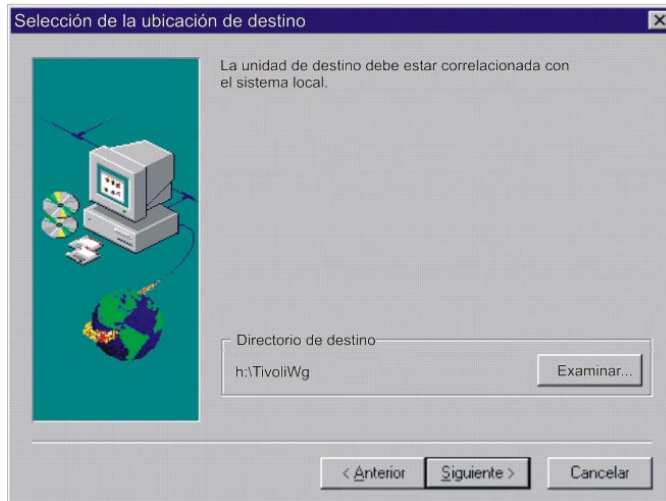 Selección de la ubicación de destino
La unidad de destino debe estar correlacionada con
el sistema local.
Directorio de destino
h:\TivoliWg
Examinar...
< Anterior
Siguiente >
Cancelar